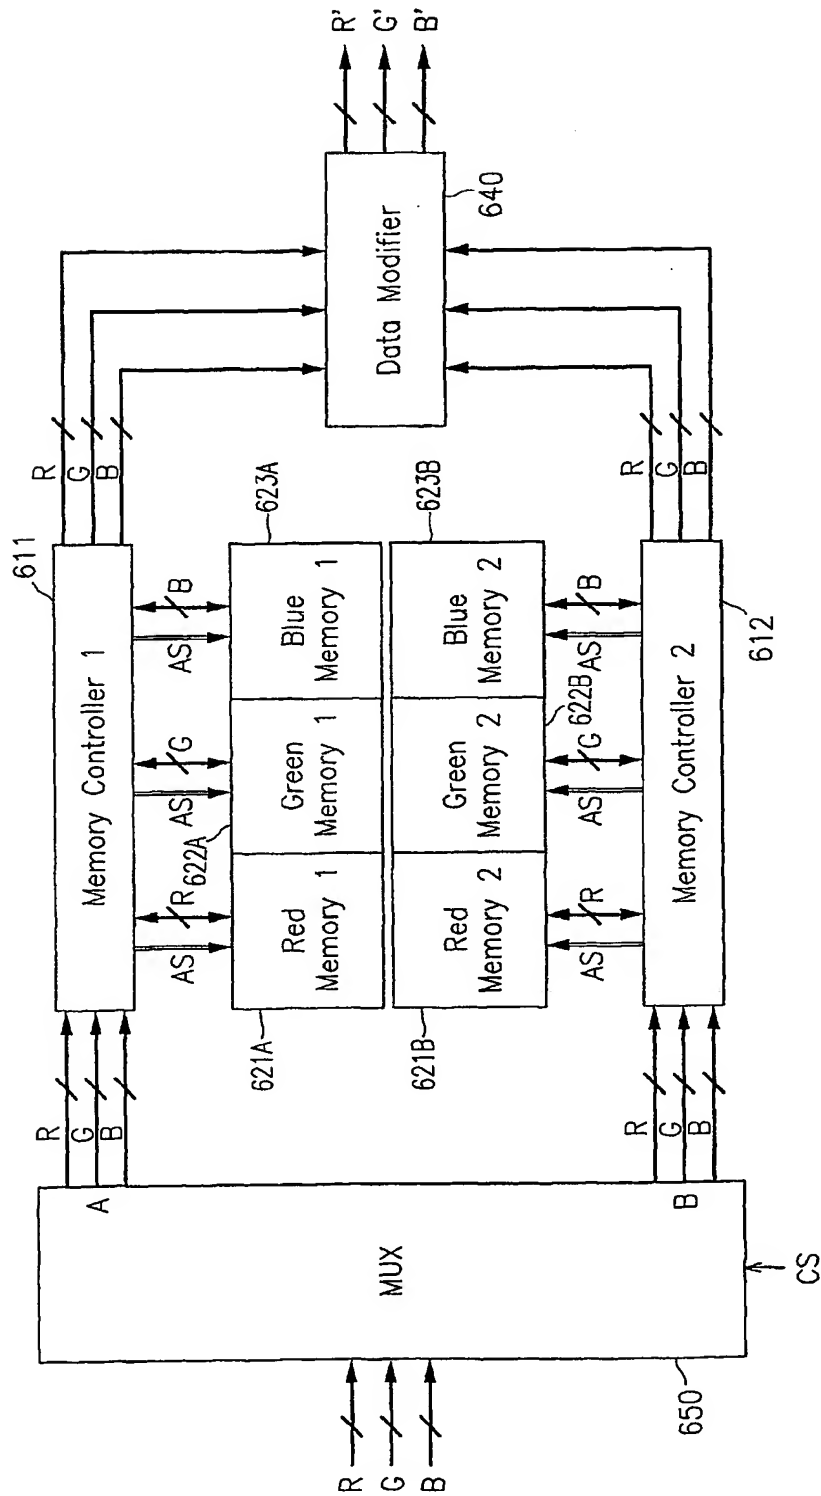 R
G
B
650
MUX
CS
A
B
R
G
B
R
G
B
611
Memory Controller 1
AS
R
AS
G
AS
B
621A
622A
623A
Red
Memory 1
Green
Memory 1
Blue
Memory 1
Red
Memory 2
Green
Memory 2
Blue
Memory 2
621B
622B
623B
AS
R
AS
G
AS
B
Memory Controller 2
612
R
G
B
R
G
B
Data Modifier
640
R'
G'
B'